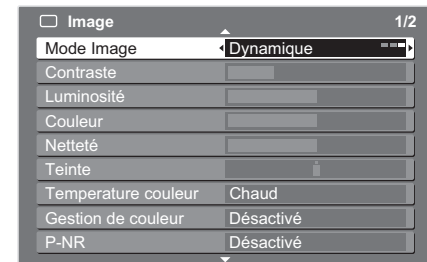 Image 1/2
Mode Image Dynamique
Contraste
Luminosité
Couleur
Netteté
Teinte
Temperature couleur Chaud
Gestion de couleur Désactivé
P-NR Désactivé